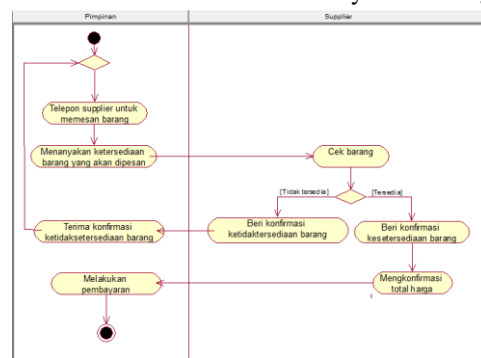 Pimpinan
Supplier
Telepon supplier untuk
memesan barang
Menanyakan ketersediaan
barang yang akan dipesan
Cek barang
[Tidak tersedia]
[Tersedia]
Terima konfirmasi
ketidaksetersediaan barang
Beri konfirmasi
ketidaktersediaan barang
Beri konfirmasi
kesetersediaan barang
Melakukan
pembayaran
Mengkonfirmasi
total harga